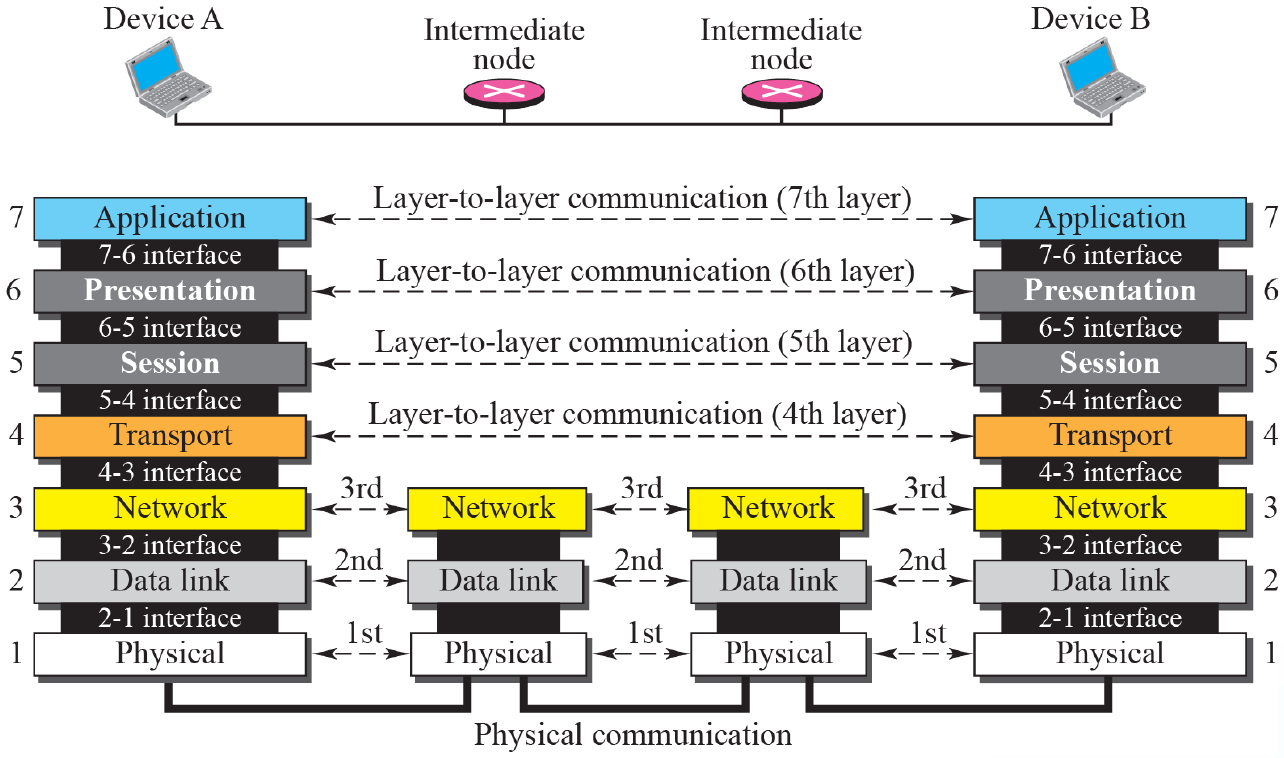 Device A
Intermediate
node
Intermediate
node
Device B
Layer-to-layer communication (7th layer)
7 Application Application 7
7-6 interface 7-6 interface
Layer-to-layer communication (6th layer)
6 Presentation Presentation 6
6-5 interface 6-5 interface
Layer-to-layer communication (5th layer)
5 Session Session 5
5-4 interface 5-4 interface
Layer-to-layer communication (4th layer)
4 Transport Transport 4
4-3 interface 4-3 interface
3rd 3rd 3rd
3 Network Network Network Network 3
3-2 interface 3-2 interface
2nd 2nd 2nd
2 Data link Data link Data link Data link 2
2-1 interface 2-1 interface
1st 1st 1st
1 Physical Physical Physical Physical 1
Physical communication